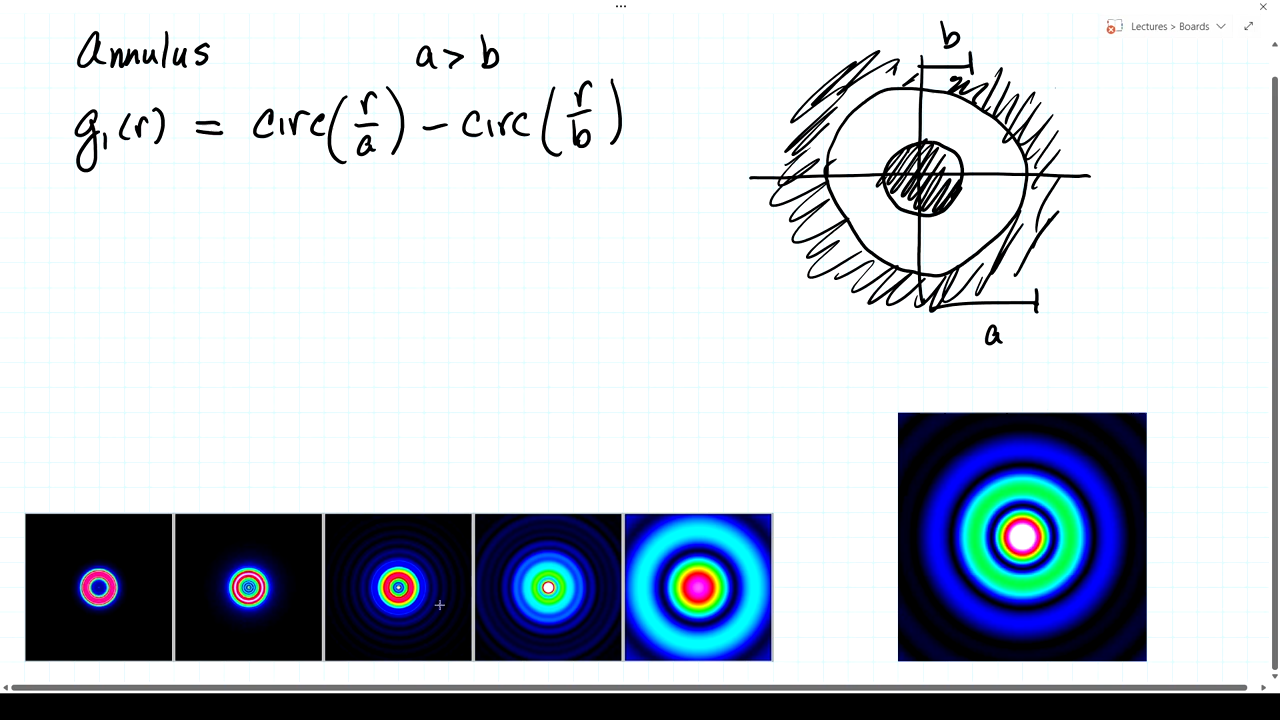 ...
Lectures > Boards
Annulus a > b
g₁(r) = circ(r/a) − circ(r/b)
b
a